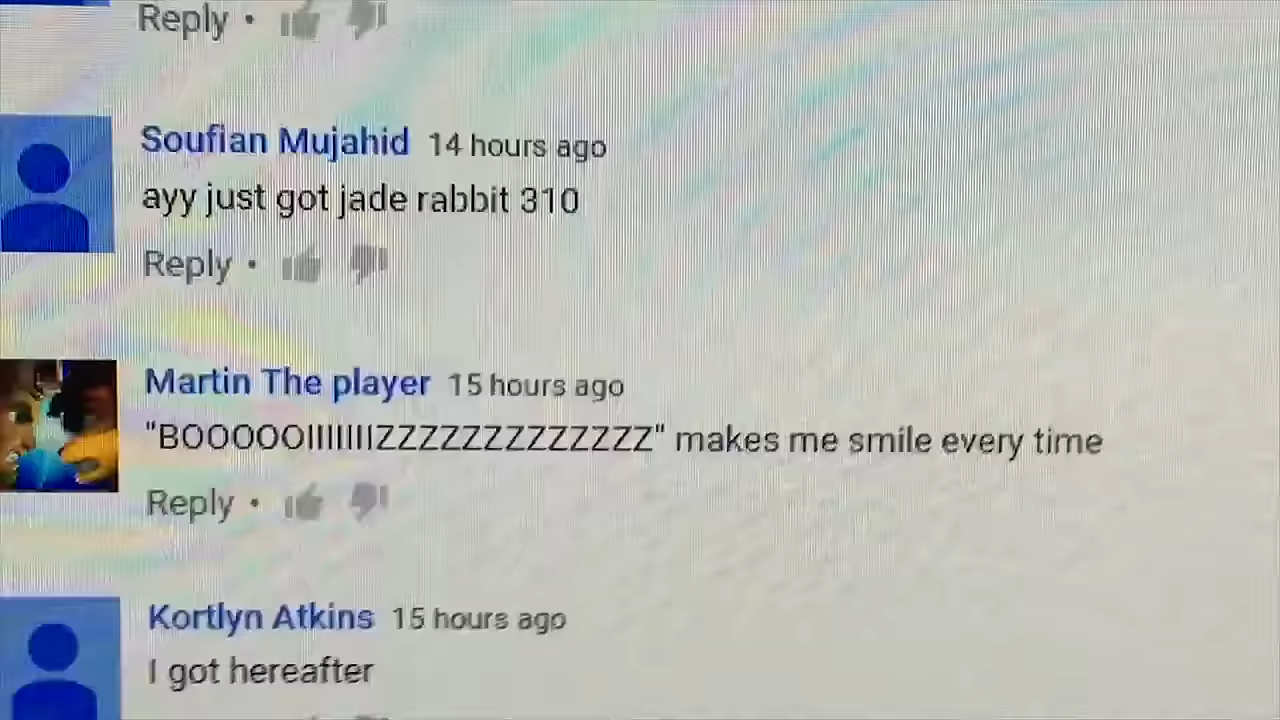 Reply •
Soufian Mujahid 14 hours ago
ayy just got jade rabbit 310
Reply •
Martin The player 15 hours ago
"BOOOOOIIIIIIIIZZZZZZZZZZZZZ" makes me smile every time
Reply •
Kortlyn Atkins 15 hours ago
I got hereafter